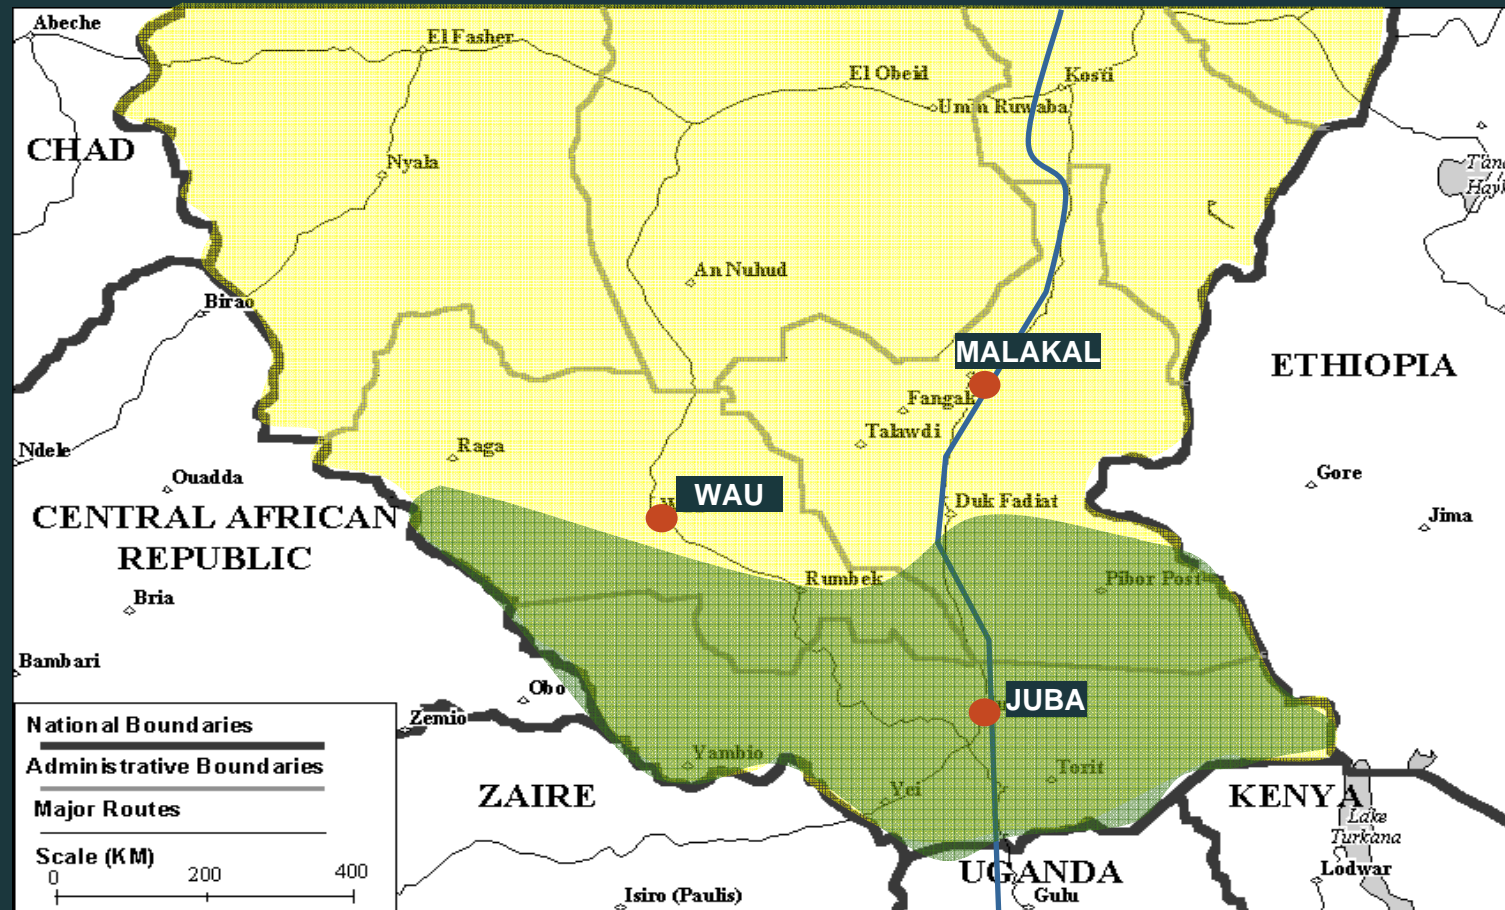 Abeche
El Fasher
El Obeid
Kosti
Umm Ruwaba
CHAD
Nyala
An Nuhud
Birao
MALAKAL
ETHIOPIA
Fangak
Talawdi
Raga
Ndele
Ouadda
WAU
Duk Fadiat
Gore
Jima
CENTRAL AFRICAN
REPUBLIC
Rumbek
Pibor Post
Bria
Bambari
Obo
JUBA
Zemio
National Boundaries
Administrative Boundaries
Major Routes
Scale (KM)
0 200 400
Yambio
Torit
Yei
ZAIRE
KENYA
Lake
Turkana
UGANDA
Lodwar
Isiro (Paulis)
Gulu